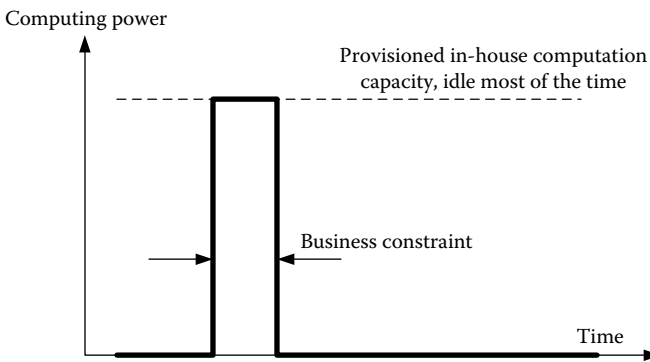 Computing power
Provisioned in-house computation
capacity, idle most of the time
Business constraint
Time